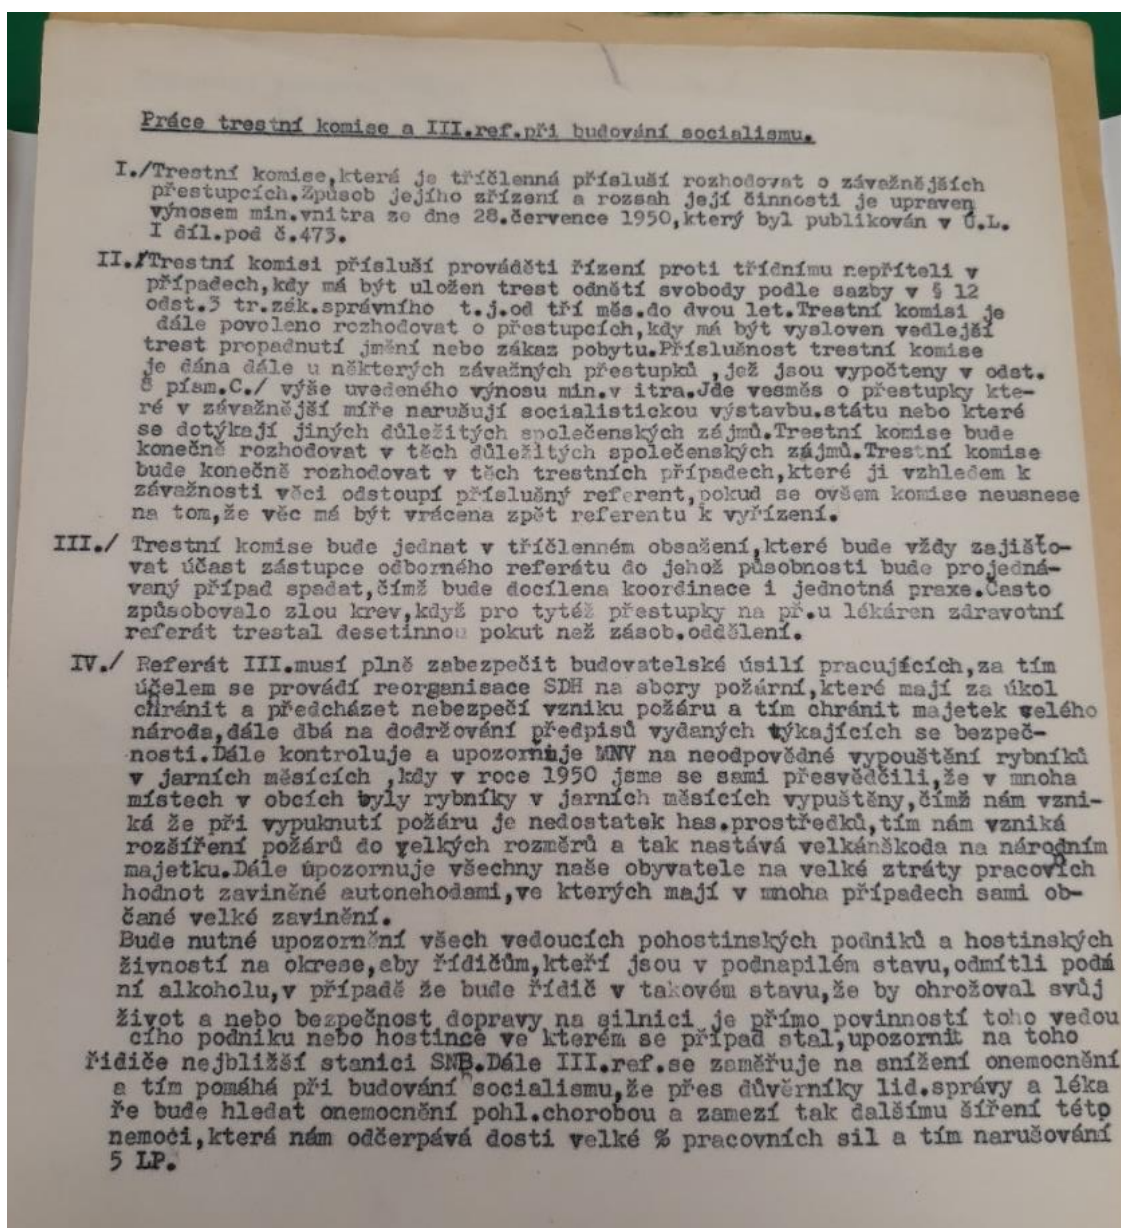 Práce trestní komise a III.ref.při budování socialismu.
I./Trestní komise,která je tříčlenná přísluší rozhodovat o závažnějších
přestupcích.Způsob jejího zřízení a rozsah její činnosti je upraven
výnosem min.vnitra ze dne 28.července 1950,který byl publikován v Ú.L.
I díl.pod č.473.
II./Trestní komisi přísluší prováděti řízení proti třídnímu nepříteli v
případech,kdy má být uložen trest odnětí svobody podle sazby v § 12
odst.3 tr.zák.správního t.j.od tří měs.do dvou let.Trestní komisi je
dále povoleno rozhodovat o přestupcích,kdy má být vysloven vedlejší
trest propadnutí jmění nebo zákaz pobytu.Příslušnost trestní komise
je dána dále u některých závažných přestupků ,jež jsou vypočteny v odst.
8 písm.C./ výše uvedeného výnosu min.v itra.Jde vesměs o přestupky kte-
ré v závažnější míře narušují socialistickou výstavbu.státu nebo které
se dotýkají jiných důležitých společenských zájmů.Trestní komise bude
konečně rozhodovat v těch důležitých společenských zájmů.Trestní komise
bude konečně rozhodovat v těch trestních případech,které ji vzhledem k
závažnosti věci odstoupí příslušný referent,pokud se ovšem komise neusnese
na tom,že věc má být vrácena zpět referentu k vyřízení.
III./ Trestní komise bude jednat v tříčlenném obsažení,které bude vždy zajišťo-
vat účast zástupce odborného referátu do jehož působnosti bude projedná-
vaný případ spadat,čímž bude docílena koordinace i jednotná praxe.Často
způsobovalo zlou krev,když pro tytéž přestupky na př.u lékáren zdravotní
referát trestal desetinnou pokut než zásob.oddělení.
IV./ Referát III.musí plně zabezpečit budovatelské úsilí pracujících,za tím
účelem se provádí reorganisace SDH na sbory požární,které mají za úkol
chránit a předcházet nebezpečí vzniku požáru a tím chránit majetek velého
národa,dále dbá na dodržování předpisů vydaných týkajících se bezpeč-
nosti.Dále kontroluje a upozorňuje MNV na neodpovědné vypouštění rybníků
v jarních měsících ,kdy v roce 1950 jsme se sami přesvědčili,že v mnoha
místech v obcích byly rybníky v jarních měsících vypuštěny,čímž nám vzni-
ká že při vypuknutí požáru je nedostatek has.prostředků,tím nám vzniká
rozšíření požárů do velkých rozměrů a tak nastává velkánškoda na národním
majetku.Dále upozornuje všechny naše obyvatele na velké ztráty pracovích
hodnot zaviněné autonehodami,ve kterých mají v mnoha případech sami ob-
čané velké zavinění.
Bude nutné upozornění všech vedoucích pohostinských podniků a hostinských
živností na okrese,aby řídičům,kteří jsou v podnapilém stavu,odmítli podá
ní alkoholu,v případě že bude řídič v takovém stavu,že by ohrožoval svůj
život a nebo bezpečnost dopravy na silnici je přímo povinností toho vedou
cího podniku nebo hostince ve kterém se případ stal,upozornit na toho
řidiče nejbližší stanici SNB.Dále III.ref.se zaměřuje na snížení onemocnění
a tím pomáhá při budování socialismu,že přes důvěrníky lid.správy a léka
ře bude hledat onemocnění pohl.chorobou a zamezí tak dalšímu šíření této
nemoci,která nám odčerpává dosti velké % pracovních sil a tím narušování
5 LP.